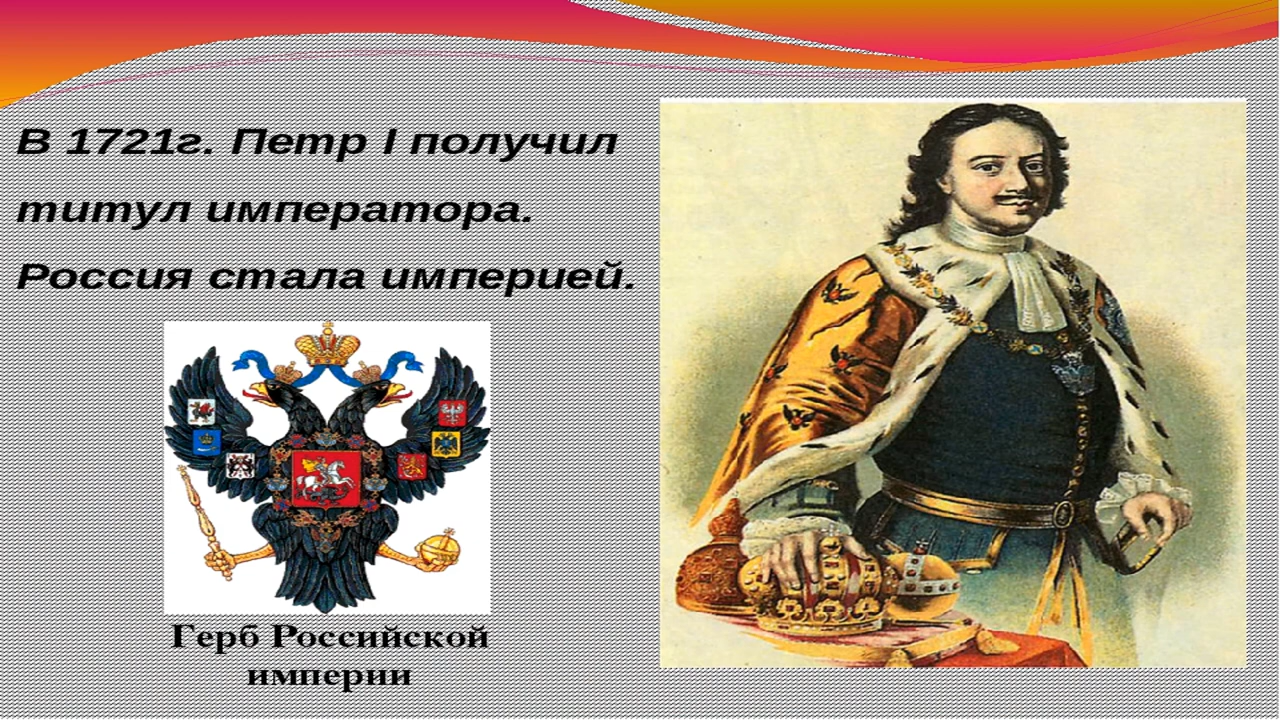 В 1721г. Петр I получил
титул императора.
Россия стала империей.
Герб Российской
империи